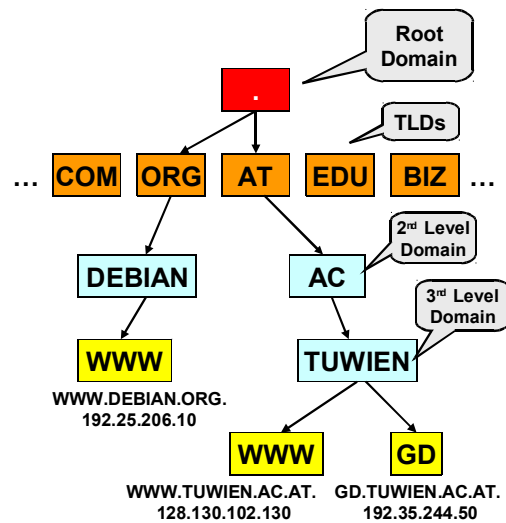 Root
Domain
.
TLDs
... COM ORG AT EDU BIZ ...
2nd Level
Domain
DEBIAN AC
3rd Level
Domain
WWW TUWIEN
WWW.DEBIAN.ORG.
192.25.206.10
WWW GD
WWW.TUWIEN.AC.AT. GD.TUWIEN.AC.AT.
128.130.102.130 192.35.244.50